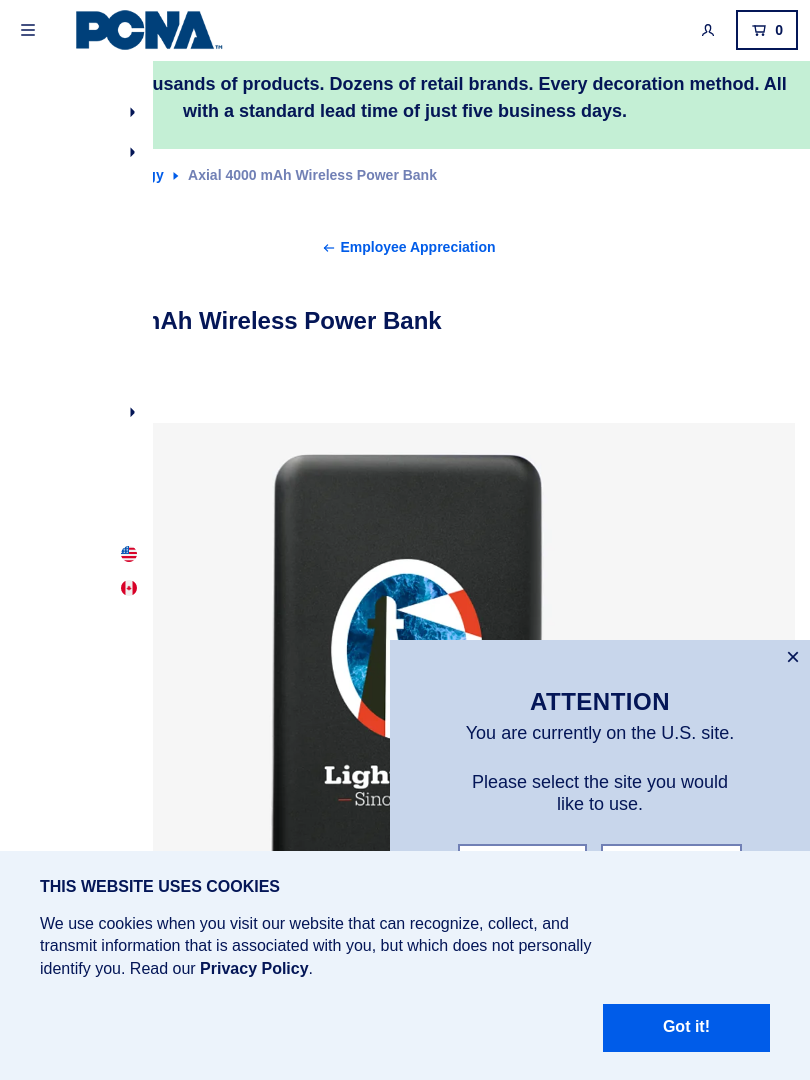 PCNA™
0
usands of products. Dozens of retail brands. Every decoration method. All
with a standard lead time of just five business days.
gy Axial 4000 mAh Wireless Power Bank
Employee Appreciation
mAh Wireless Power Bank
ATTENTION
You are currently on the U.S. site.
Please select the site you would
like to use.
THIS WEBSITE USES COOKIES
We use cookies when you visit our website that can recognize, collect, and
transmit information that is associated with you, but which does not personally
identify you. Read our Privacy Policy.
Got it!